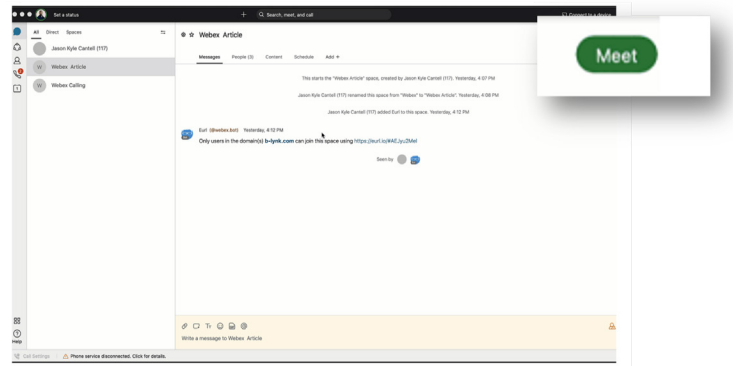 Set a status
+
Search, meet, and call
Connect to a device
All Direct Spaces
Jason Kyle Cantell (117)
W Webex Article
W Webex Calling
Webex Article
Messages People (3) Content Schedule Add +
This starts the "Webex Article" space, created by Jason Kyle Cantell (117). Yesterday, 4:07 PM
Jason Kyle Cantell (117) renamed this space from "Webex" to "Webex Article". Yesterday, 4:08 PM
Jason Kyle Cantell (117) added Eurl to this space. Yesterday, 4:12 PM
Eurl (@webex.bot) Yesterday, 4:12 PM
Only users in the domain(s) b-lynk.com can join this space using
Seen by
Write a message to Webex Article
Help
Call Settings
Phone service disconnected. Click for details.
Meet